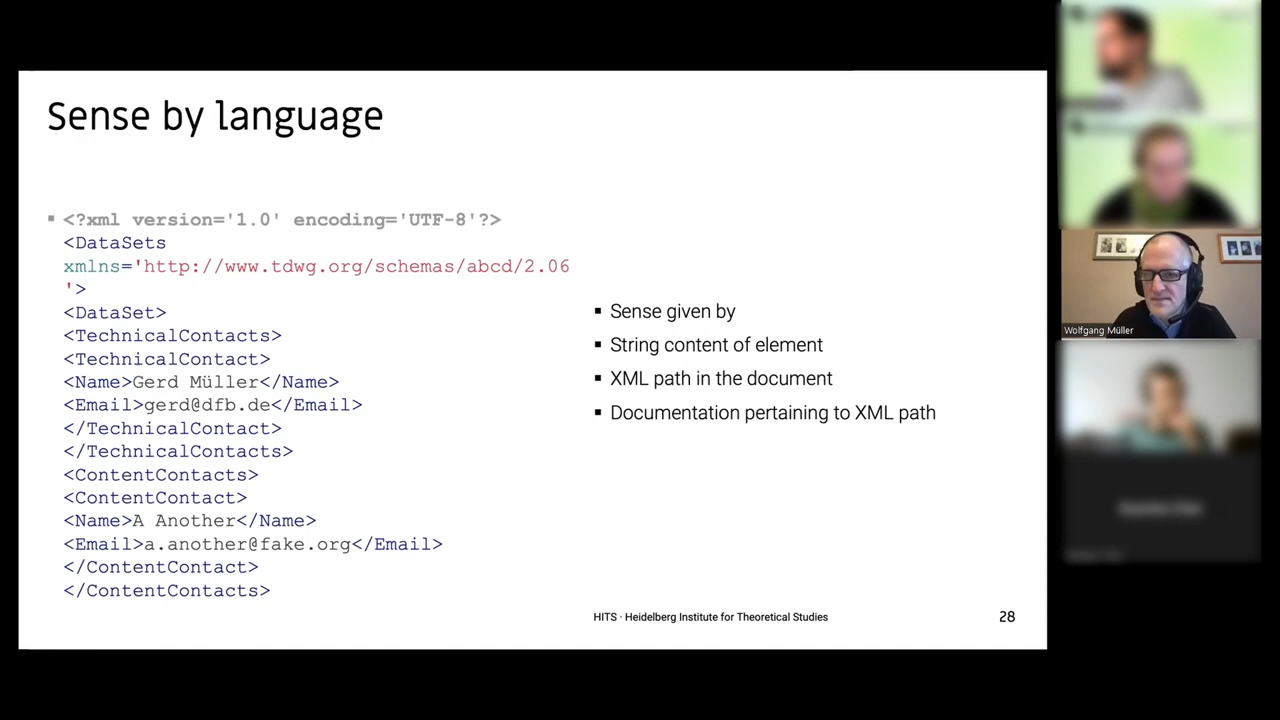 Sense by language
▪ <?xml version='1.0' encoding='UTF-8'?>
<DataSets
xmlns='http://www.tdwg.org/schemas/abcd/2.06
'>
<DataSet>
<TechnicalContacts>
<TechnicalContact>
<Name>Gerd Müller</Name>
<Email>gerd@dfb.de</Email>
</TechnicalContact>
</TechnicalContacts>
<ContentContacts>
<ContentContact>
<Name>A Another</Name>
<Email>a.another@fake.org</Email>
</ContentContact>
</ContentContacts>
▪ Sense given by
▪ String content of element
▪ XML path in the document
▪ Documentation pertaining to XML path
HITS · Heidelberg Institute for Theoretical Studies
28
Wolfgang Müller